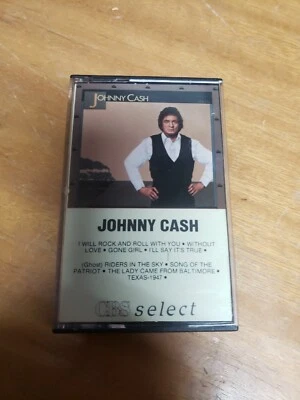 JOHNNY CASH
JOHNNY CASH
I WILL ROCK AND ROLL WITH YOU • WITHOUT
LOVE • GONE GIRL • I'LL SAY IT'S TRUE •
(Ghost) RIDERS IN THE SKY • SONG OF THE
PATRIOT • THE LADY CAME FROM BALTIMORE •
TEXAS-1947 •
CBS select